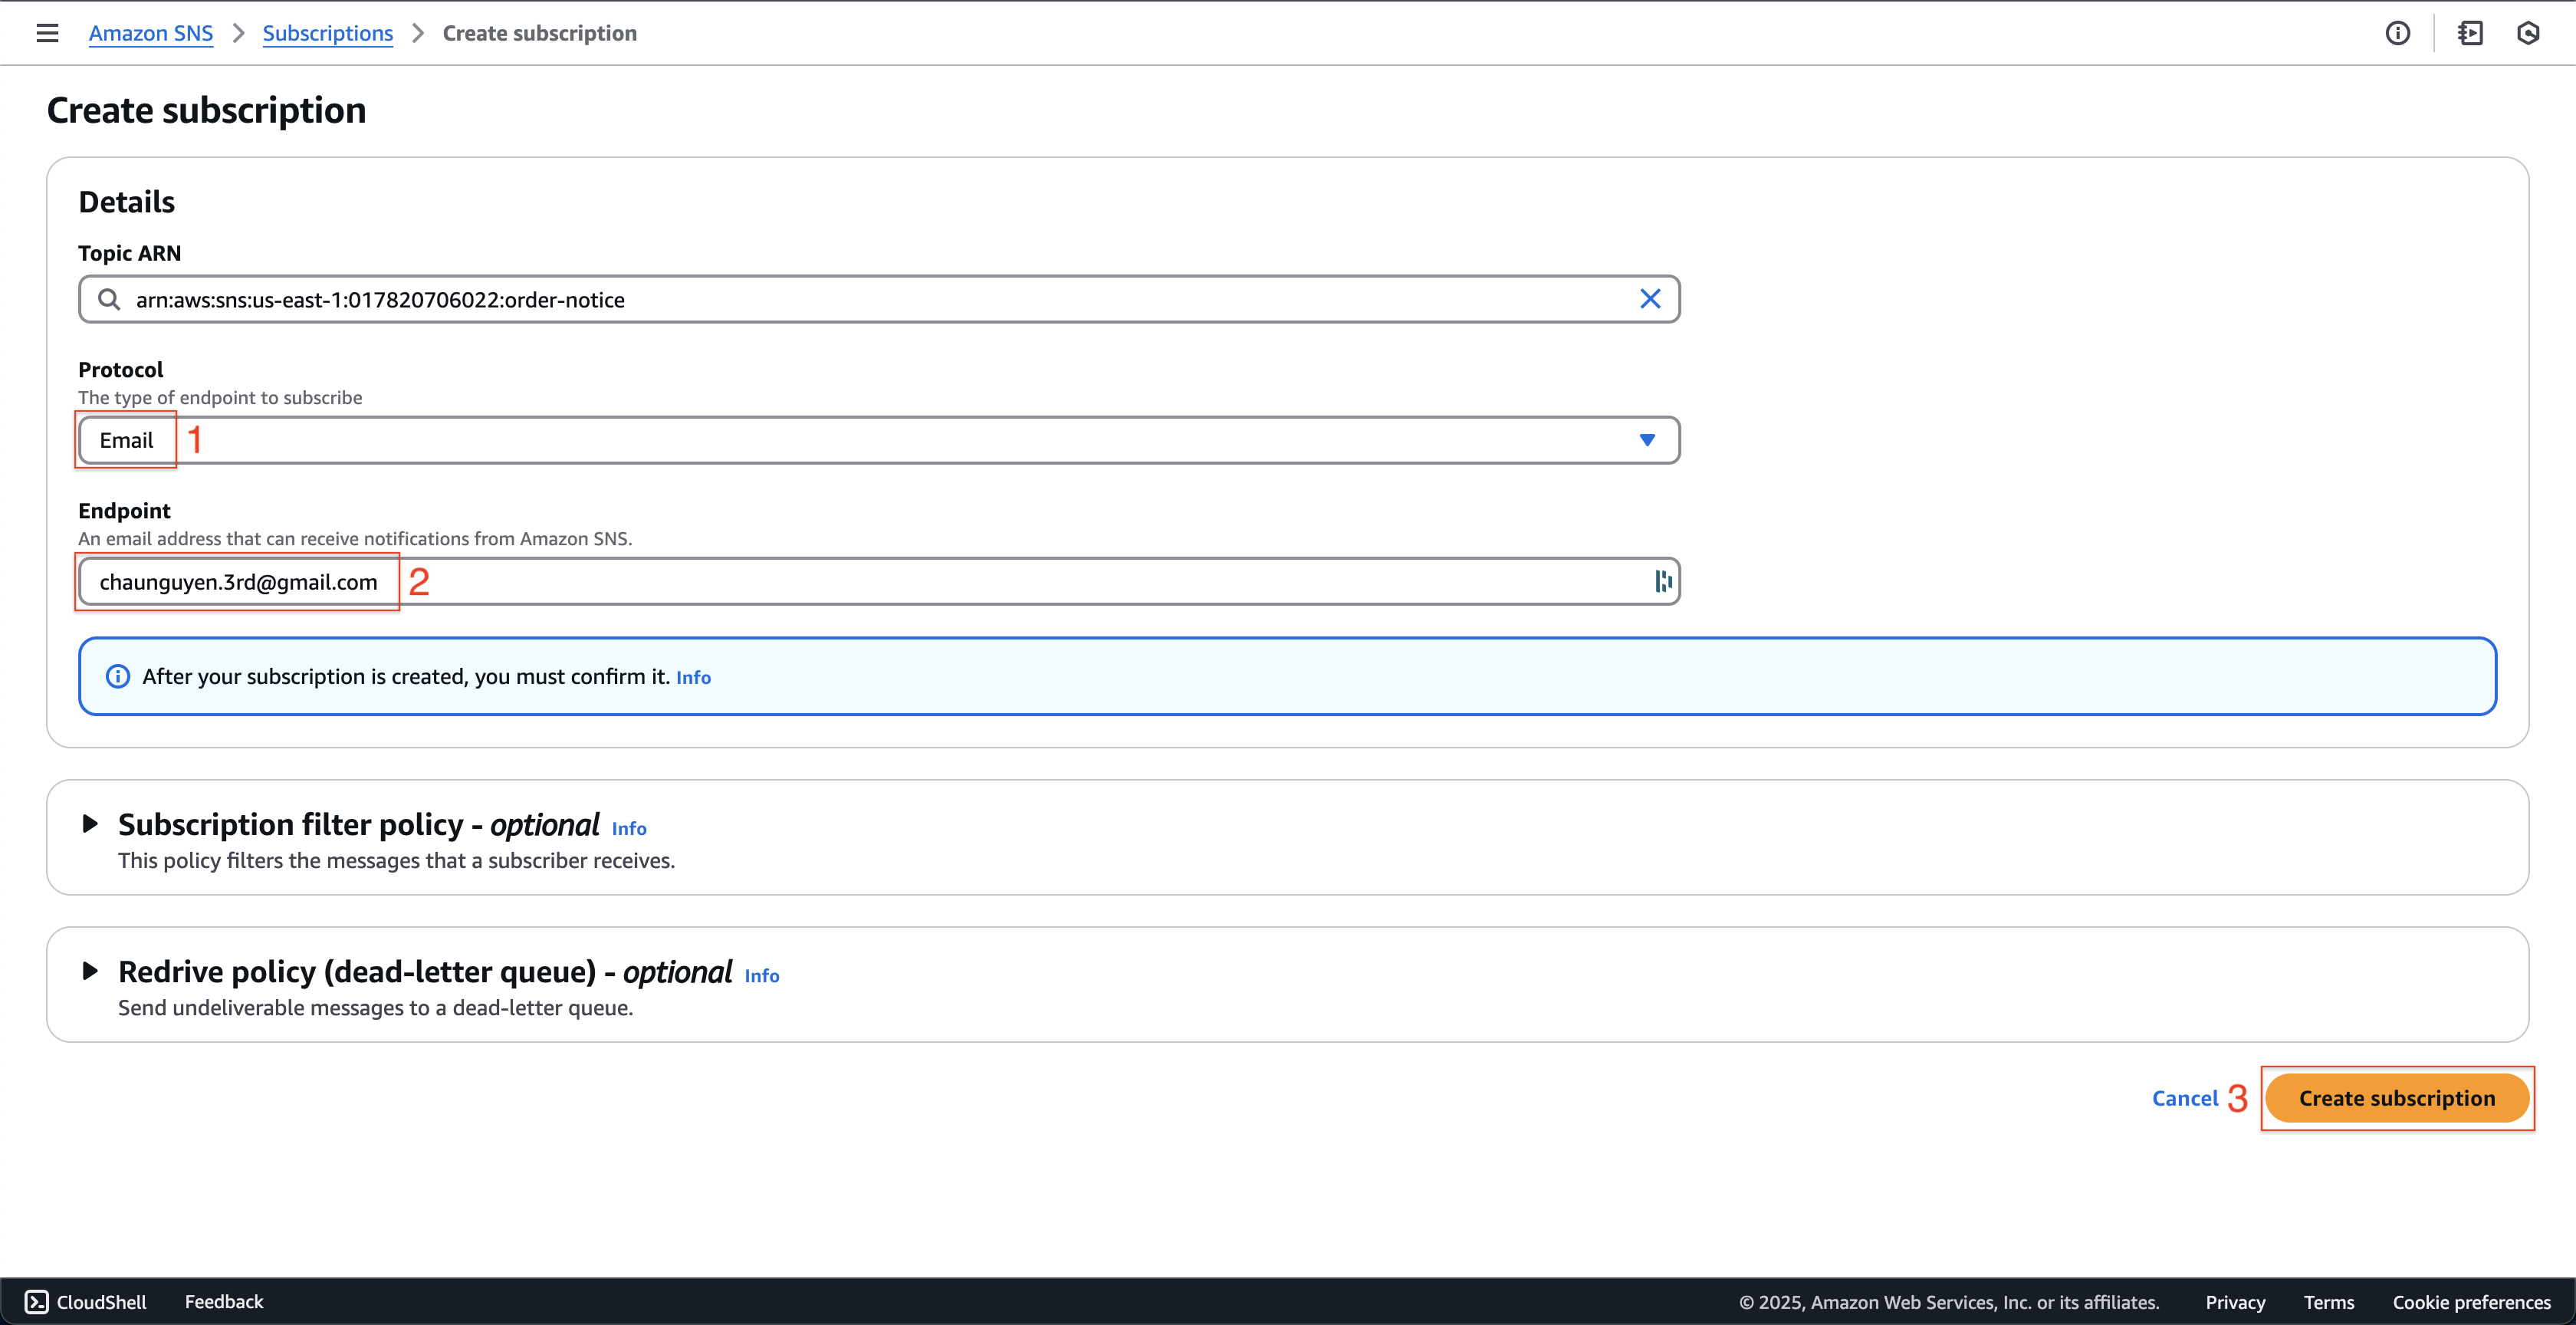 Amazon SNS > Subscriptions > Create subscription
Create subscription
Details
Topic ARN
arn:aws:sns:us-east-1:017820706022:order-notice
Protocol
The type of endpoint to subscribe
Email 1
Endpoint
An email address that can receive notifications from Amazon SNS.
chaunguyen.3rd@gmail.com 2
After your subscription is created, you must confirm it. Info
Subscription filter policy - optional Info
This policy filters the messages that a subscriber receives.
Redrive policy (dead-letter queue) - optional Info
Send undeliverable messages to a dead-letter queue.
Cancel 3 Create subscription
CloudShell Feedback © 2025, Amazon Web Services, Inc. or its affiliates. Privacy Terms Cookie preferences